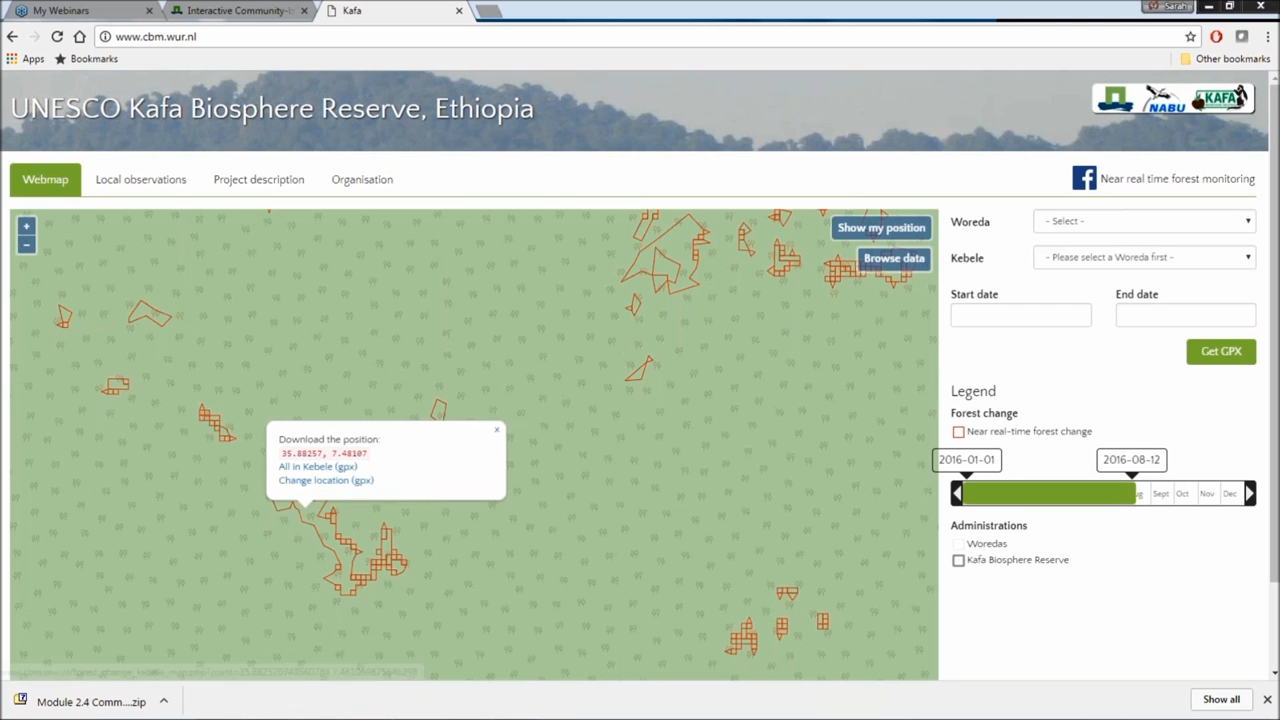 My Webinars
Interactive Community-b
Kafa
Sarah
www.cbm.wur.nl
Apps
Bookmarks
Other bookmarks
UNESCO Kafa Biosphere Reserve, Ethiopia
NABU
KAFA
Webmap
Local observations
Project description
Organisation
Near real time forest monitoring
+
−
Show my position
Browse data
Woreda
- Select -
Kebele
- Please select a Woreda first -
Start date
End date
Get GPX
Legend
Forest change
Near real-time forest change
2016-01-01
2016-08-12
Sept
Oct
Nov
Dec
Administrations
Woredas
Kafa Biosphere Reserve
Download the position:
35.88257, 7.48107
All in Kebele (gpx)
Change location (gpx)
Module 2.4 Comm....zip
Show all